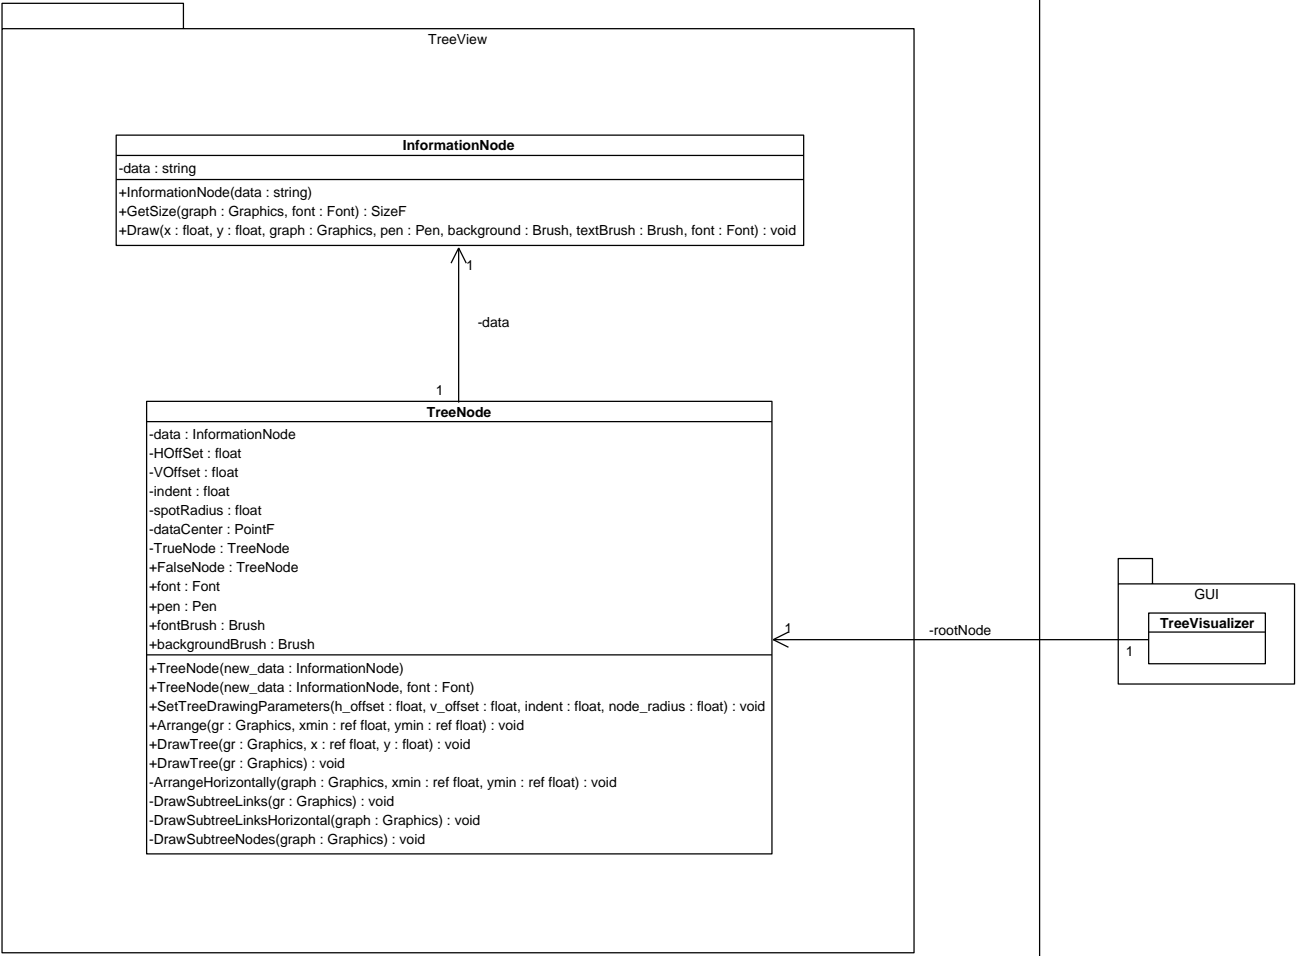 TreeView
InformationNode
-data : string
+InformationNode(data : string)
+GetSize(graph : Graphics, font : Font) : SizeF
+Draw(x : float, y : float, graph : Graphics, pen : Pen, background : Brush, textBrush : Brush, font : Font) : void
1
-data
1
TreeNode
-data : InformationNode
-HOffSet : float
-VOffset : float
-indent : float
-spotRadius : float
-dataCenter : PointF
-TrueNode : TreeNode
+FalseNode : TreeNode
+font : Font
+pen : Pen
+fontBrush : Brush
+backgroundBrush : Brush
+TreeNode(new_data : InformationNode)
+TreeNode(new_data : InformationNode, font : Font)
+SetTreeDrawingParameters(h_offset : float, v_offset : float, indent : float, node_radius : float) : void
+Arrange(gr : Graphics, xmin : ref float, ymin : ref float) : void
+DrawTree(gr : Graphics, x : ref float, y : float) : void
+DrawTree(gr : Graphics) : void
-ArrangeHorizontally(graph : Graphics, xmin : ref float, ymin : ref float) : void
-DrawSubtreeLinks(gr : Graphics) : void
-DrawSubtreeLinksHorizontal(graph : Graphics) : void
-DrawSubtreeNodes(graph : Graphics) : void
1
-rootNode
1
GUI
TreeVisualizer